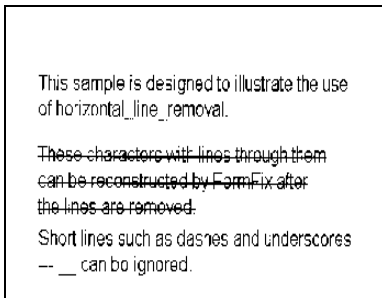 This sample is designed to illustrate the use
of horizontal_line_removal.
These characters with lines through them
can be reconstructed by FormFix after
the lines are removed.
Short lines such as dashes and underscores
-- __ can be ignored.